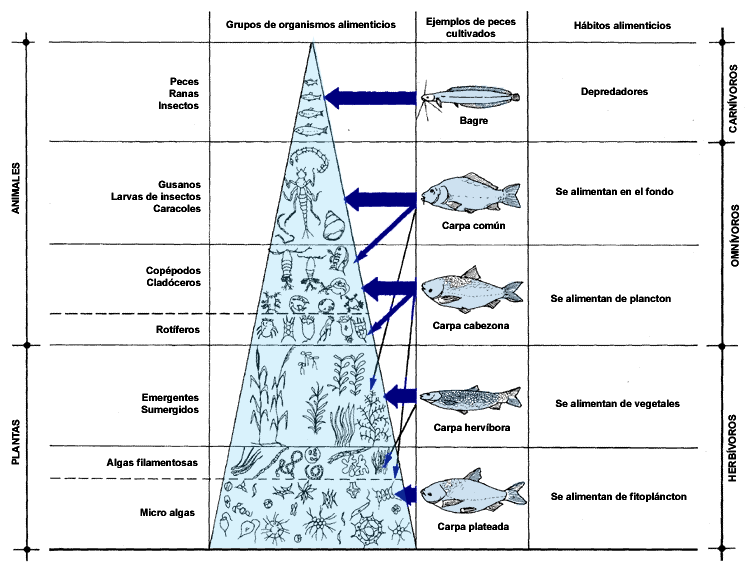 Grupos de organismos alimenticios
Ejemplos de peces
cultivados
Hábitos alimenticios
ANIMALES
PLANTAS
Peces
Ranas
Insectos
Bagre
Depredadores
CARNÍVOROS
Gusanos
Larvas de insectos
Caracoles
Carpa común
Se alimentan en el fondo
OMNÍVOROS
Copépodos
Cladóceros
Rotíferos
Carpa cabezona
Se alimentan de plancton
Emergentes
Sumergidos
Carpa hervíbora
Se alimentan de vegetales
HERBÍVOROS
Algas filamentosas
Micro algas
Carpa plateada
Se alimentan de fitopláncton